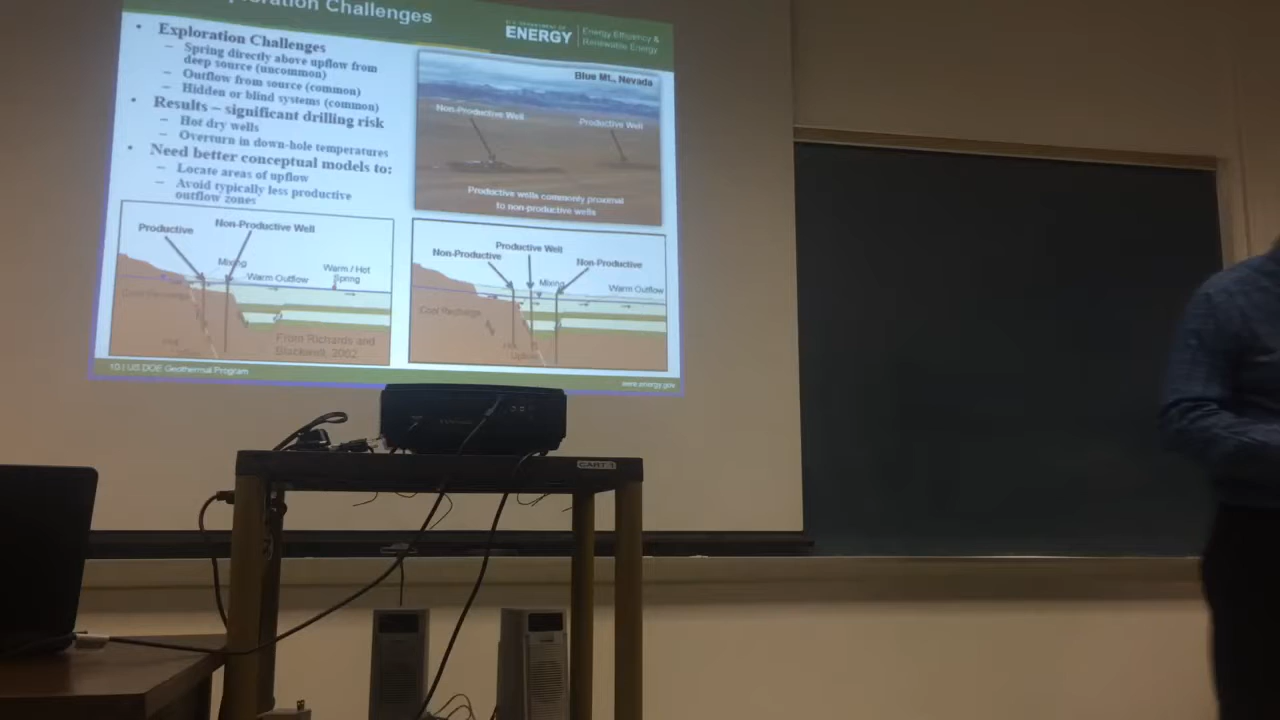 Exploration Challenges
U.S. DEPARTMENT OF
ENERGY
Energy Efficiency &
Renewable Energy
• Exploration Challenges
– Spring directly above upflow from
deep source (uncommon)
– Outflow from source (common)
– Hidden or blind systems (common)
• Results – significant drilling risk
– Hot dry wells
– Overturn in down-hole temperatures
• Need better conceptual models to:
– Locate areas of upflow
– Avoid typically less productive
outflow zones
Blue Mt., Nevada
Non-Productive Well
Productive Well
Productive wells commonly proximal
to non-productive wells
Productive
Non-Productive Well
Mixing
Warm Outflow
Warm / Hot
Spring
Cool Recharge
Hot
From Richards and
Blackwell, 2002
Non-Productive
Productive Well
Non-Productive
Mixing
Warm Outflow
Cool Recharge
Hot
Upflow
10 | US DOE Geothermal Program
www.energy.gov
CART-1